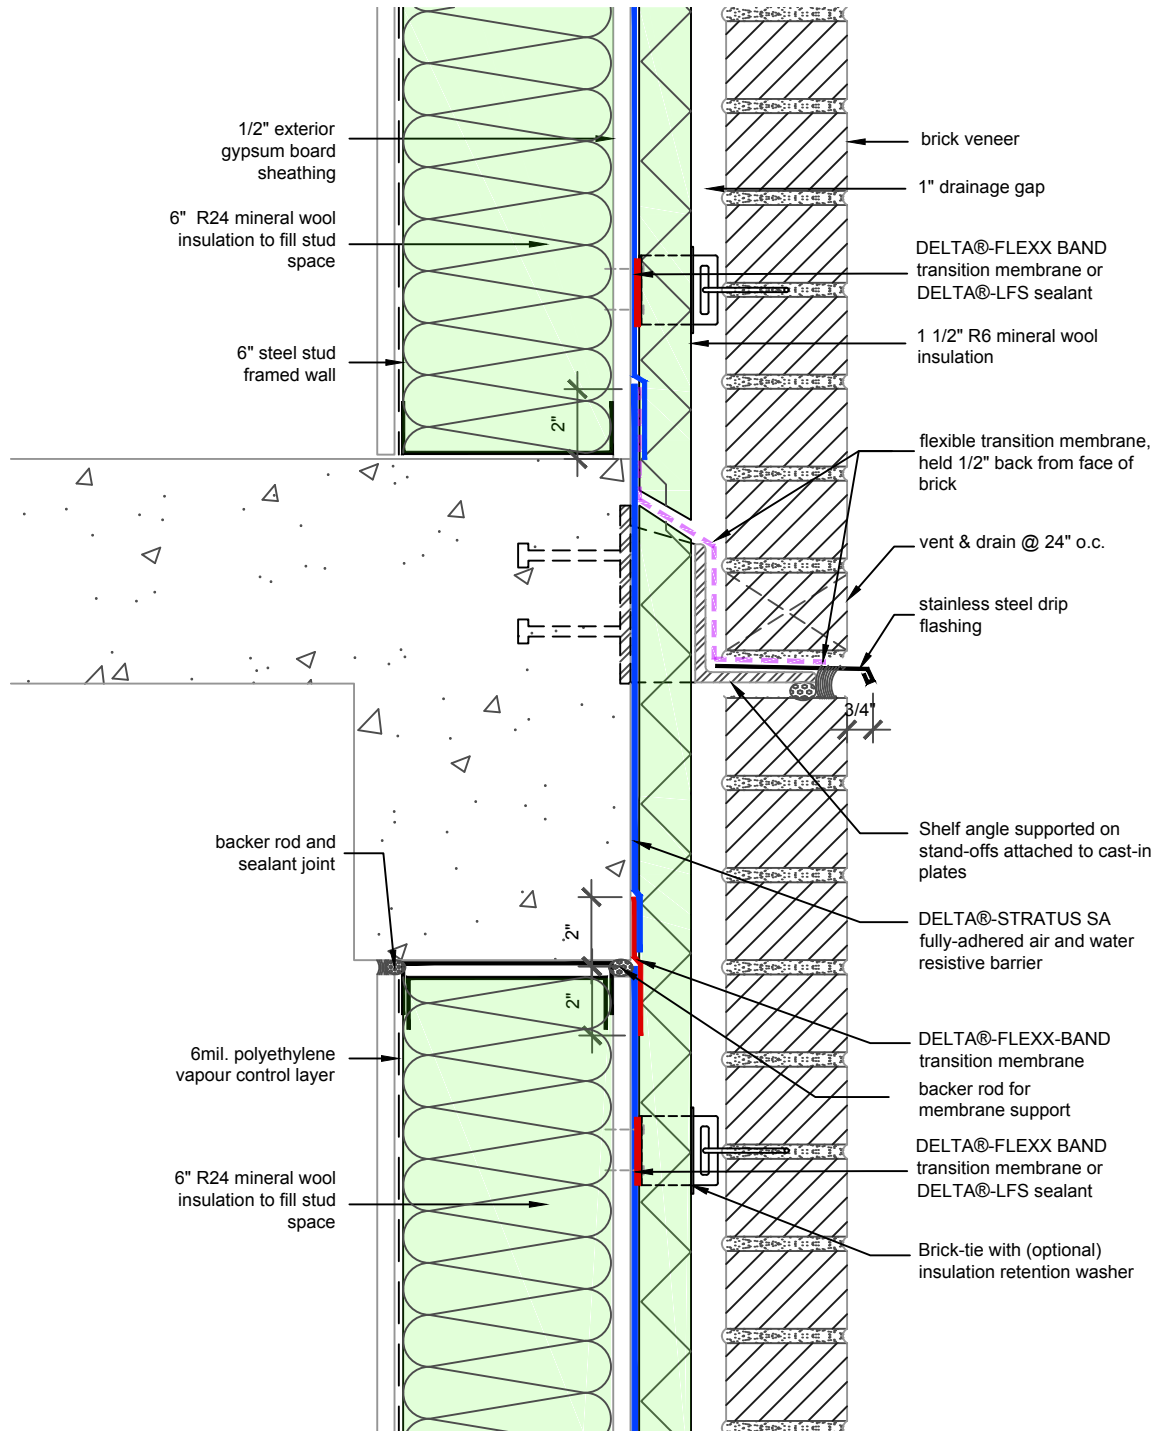 1/2" exterior
gypsum board
sheathing
6" R24 mineral wool
insulation to fill stud
space
6" steel stud
framed wall
2"
backer rod and
sealant joint
2"
2"
6mil. polyethylene
vapour control layer
6" R24 mineral wool
insulation to fill stud
space
brick veneer
1" drainage gap
DELTA®-FLEXX BAND
transition membrane or
DELTA®-LFS sealant
1 1/2" R6 mineral wool
insulation
flexible transition membrane,
held 1/2" back from face of
brick
vent & drain @ 24" o.c.
stainless steel drip
flashing
3/4"
Shelf angle supported on
stand-offs attached to cast-in
plates
DELTA®-STRATUS SA
fully-adhered air and water
resistive barrier
DELTA®-FLEXX-BAND
transition membrane
backer rod for
membrane support
DELTA®-FLEXX BAND
transition membrane or
DELTA®-LFS sealant
Brick-tie with (optional)
insulation retention washer